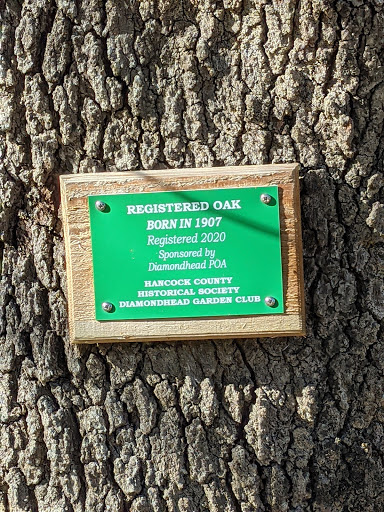 REGISTERED OAK
BORN IN 1907
Registered 2020
Sponsored by
Diamondhead POA
HANCOCK COUNTY
HISTORICAL SOCIETY
DIAMONDHEAD GARDEN CLUB